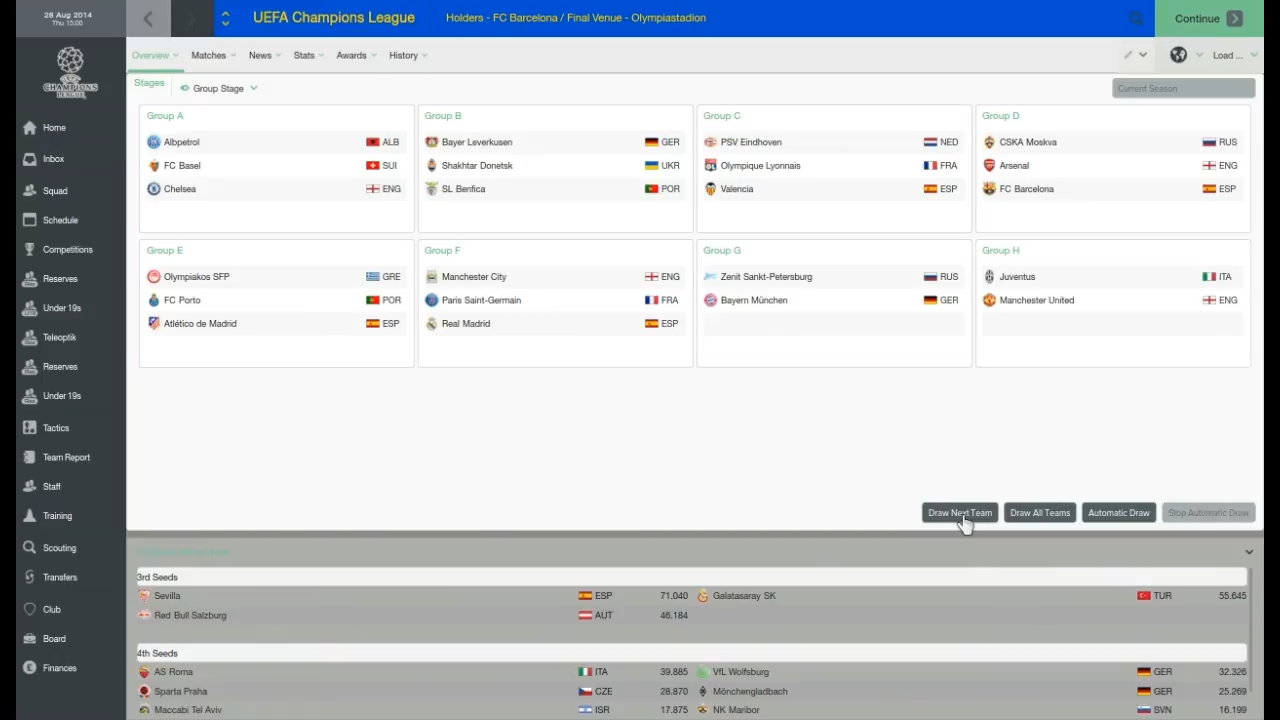 28 Aug 2014
Thu 15:00
UEFA Champions League
Holders - FC Barcelona / Final Venue - Olympiastadion
Continue
CHAMPIONS
LEAGUE
Overview
Matches
News
Stats
Awards
History
Load ...
Stages
Group Stage
Current Season
Home
Inbox
Squad
Schedule
Competitions
Reserves
Under 19s
Teleoptik
Reserves
Under 19s
Tactics
Team Report
Staff
Training
Scouting
Transfers
Club
Board
Finances
Group A
Albpetrol ALB
FC Basel SUI
Chelsea ENG
Group B
Bayer Leverkusen GER
Shakhtar Donetsk UKR
SL Benfica POR
Group C
PSV Eindhoven NED
Olympique Lyonnais FRA
Valencia ESP
Group D
CSKA Moskva RUS
Arsenal ENG
FC Barcelona ESP
Group E
Olympiakos SFP GRE
FC Porto POR
Atlético de Madrid ESP
Group F
Manchester City ENG
Paris Saint-Germain FRA
Real Madrid ESP
Group G
Zenit Sankt-Petersburg RUS
Bayern München GER
Group H
Juventus ITA
Manchester United ENG
Draw Next Team
Draw All Teams
Automatic Draw
Stop Automatic Draw
3rd Seeds
Sevilla ESP 71.040 Galatasaray SK TUR 55.645
Red Bull Salzburg AUT 46.184
4th Seeds
AS Roma ITA 39.885 VfL Wolfsburg GER 32.326
Sparta Praha CZE 28.870 Mönchengladbach GER 25.269
Maccabi Tel Aviv ISR 17.875 NK Maribor SVN 16.199